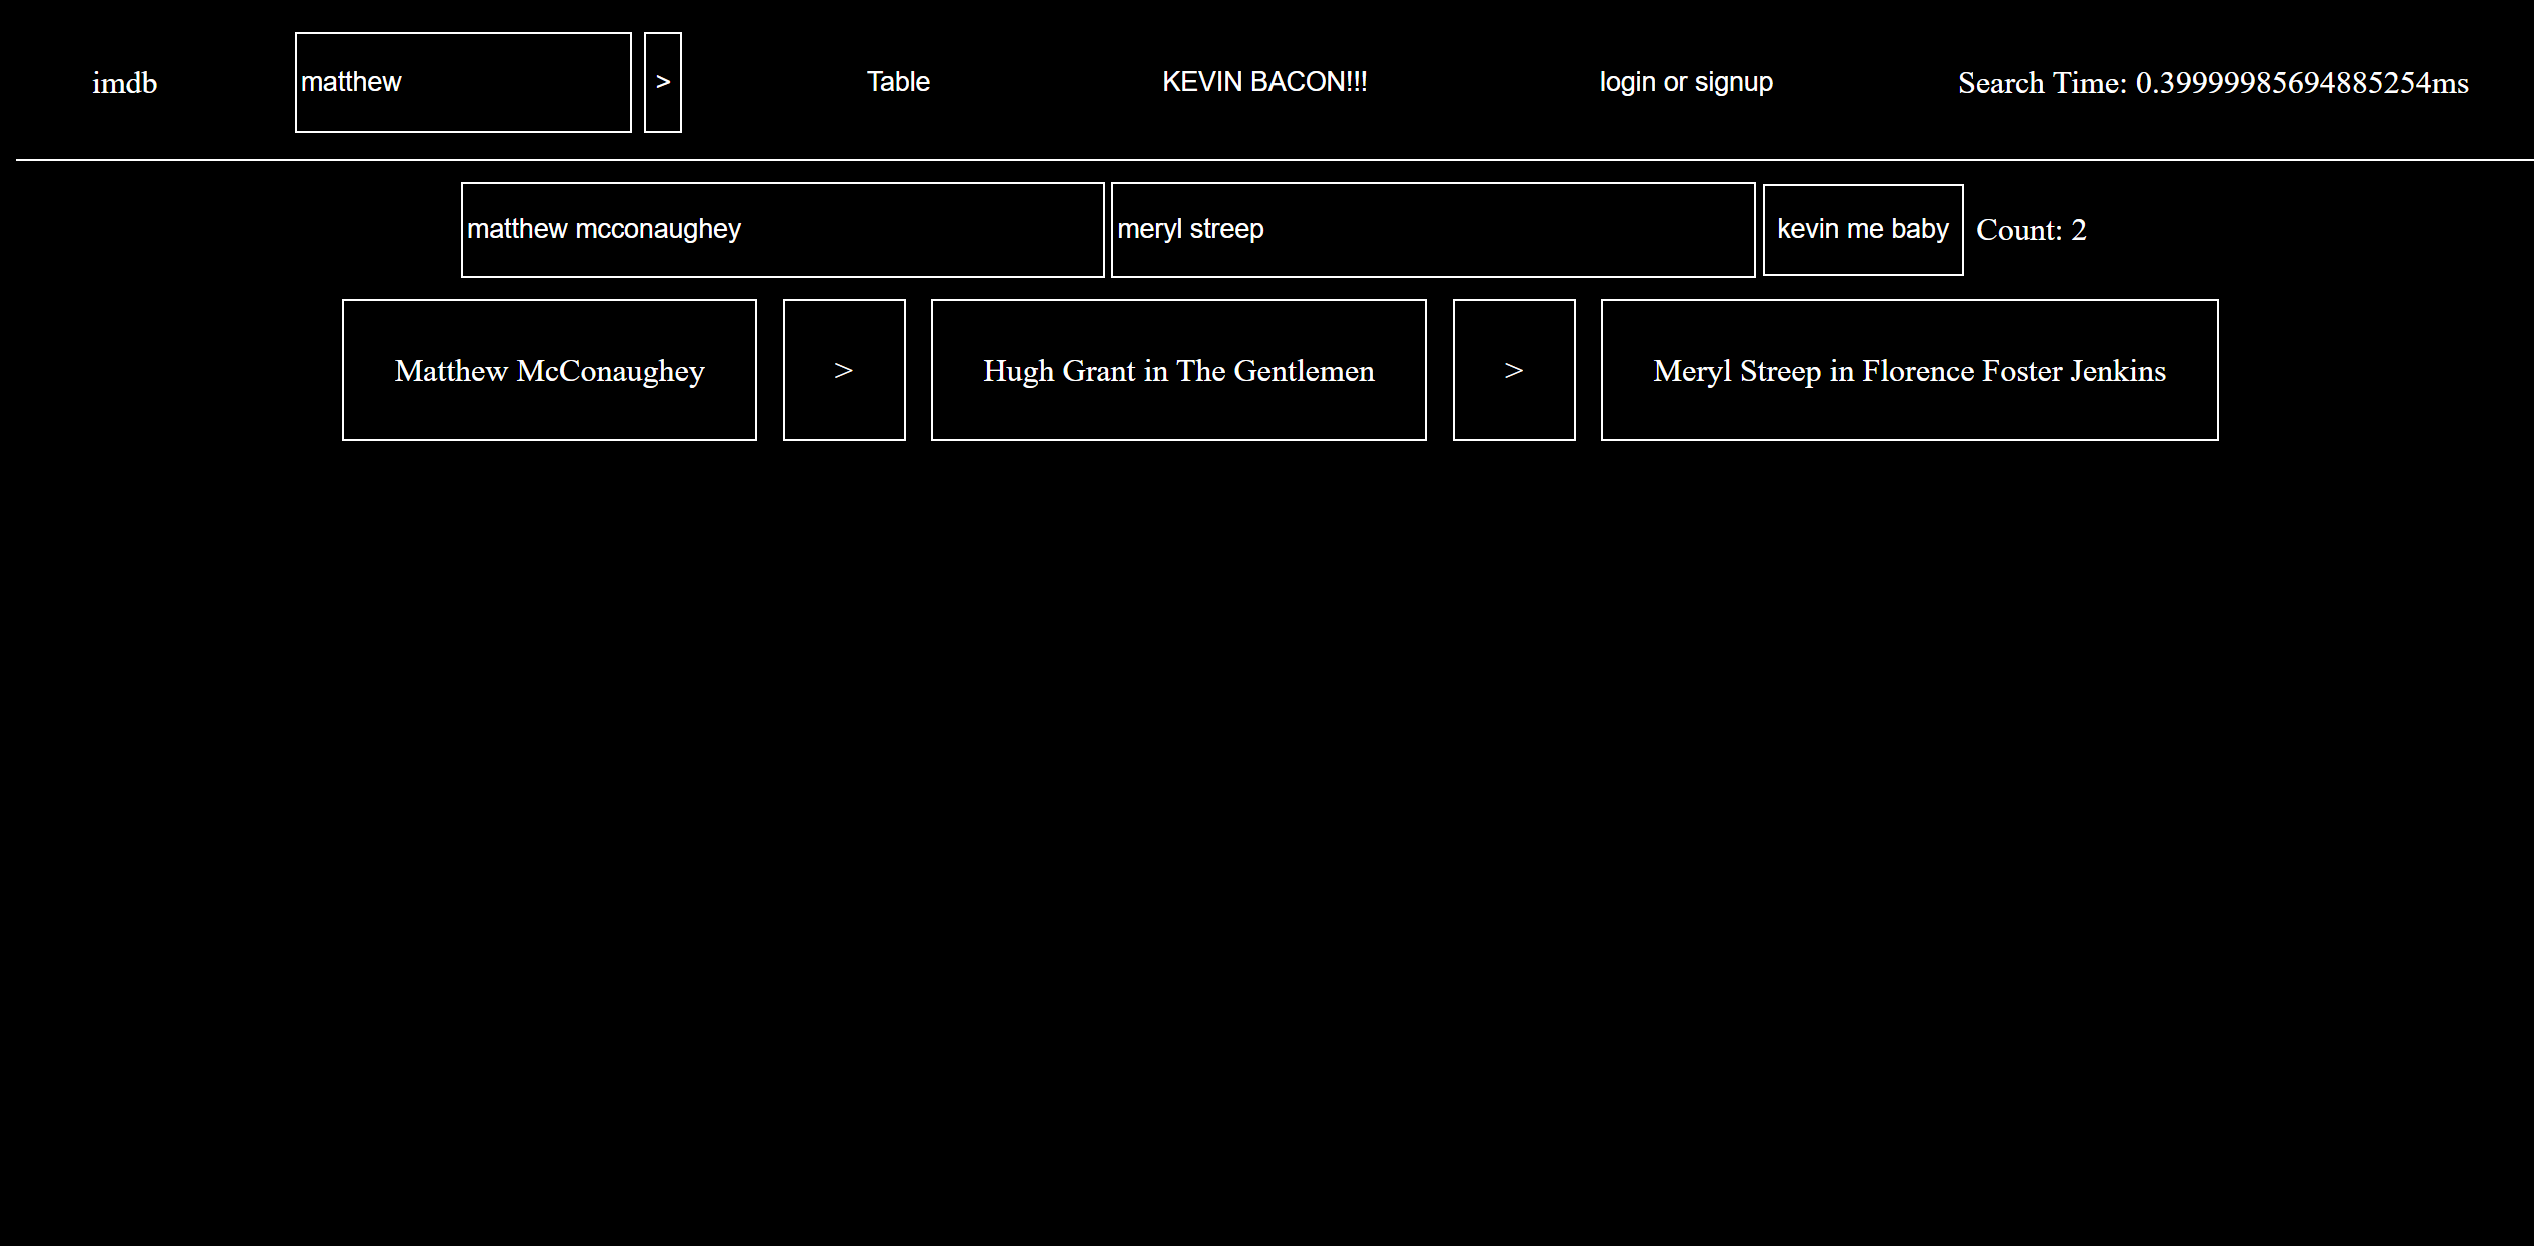 imdb matthew > Table KEVIN BACON!!! login or signup Search Time: 0.39999985694885254ms
matthew mcconaughey meryl streep kevin me baby Count: 2
Matthew McConaughey > Hugh Grant in The Gentlemen > Meryl Streep in Florence Foster Jenkins